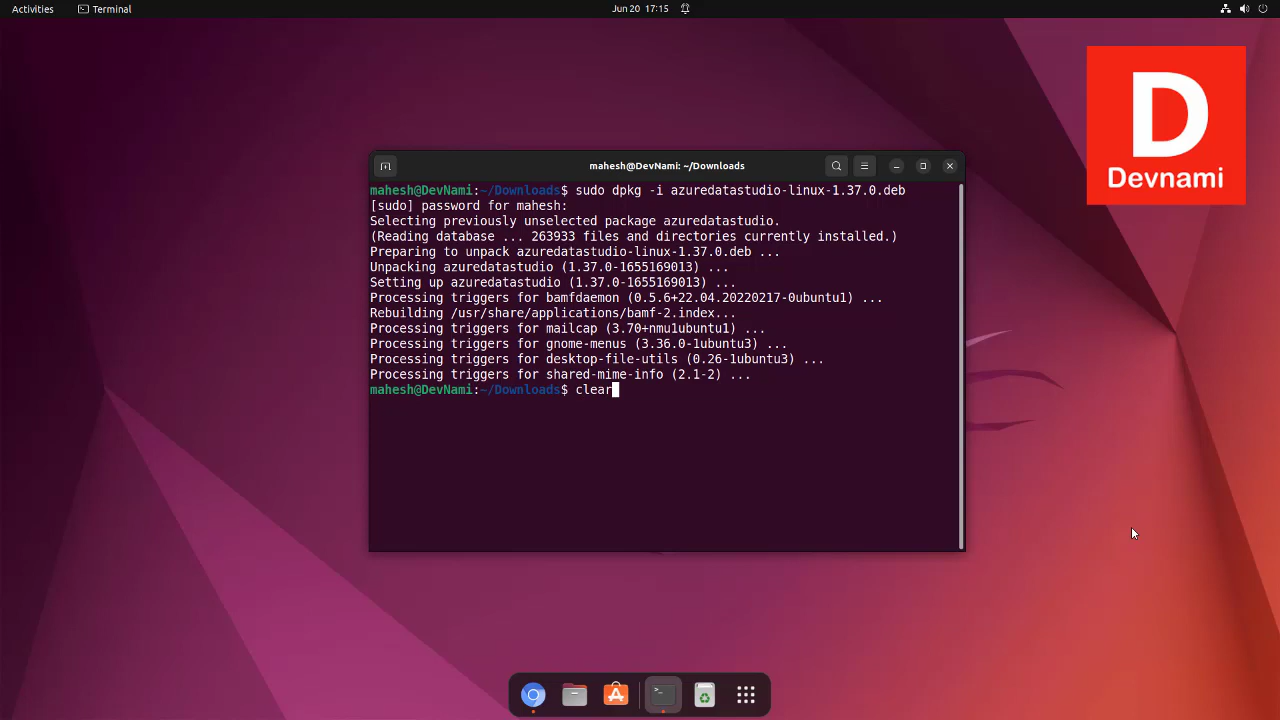 Activities
Terminal
Jun 20 17:15
D
Devnami
mahesh@DevNami: ~/Downloads
mahesh@DevNami:~/Downloads$ sudo dpkg -i azuredatastudio-linux-1.37.0.deb
[sudo] password for mahesh:
Selecting previously unselected package azuredatastudio.
(Reading database ... 263933 files and directories currently installed.)
Preparing to unpack azuredatastudio-linux-1.37.0.deb ...
Unpacking azuredatastudio (1.37.0-1655169013) ...
Setting up azuredatastudio (1.37.0-1655169013) ...
Processing triggers for bamfdaemon (0.5.6+22.04.20220217-0ubuntu1) ...
Rebuilding /usr/share/applications/bamf-2.index...
Processing triggers for mailcap (3.70+nmu1ubuntu1) ...
Processing triggers for gnome-menus (3.36.0-1ubuntu3) ...
Processing triggers for desktop-file-utils (0.26-1ubuntu3) ...
Processing triggers for shared-mime-info (2.1-2) ...
mahesh@DevNami:~/Downloads$ clear